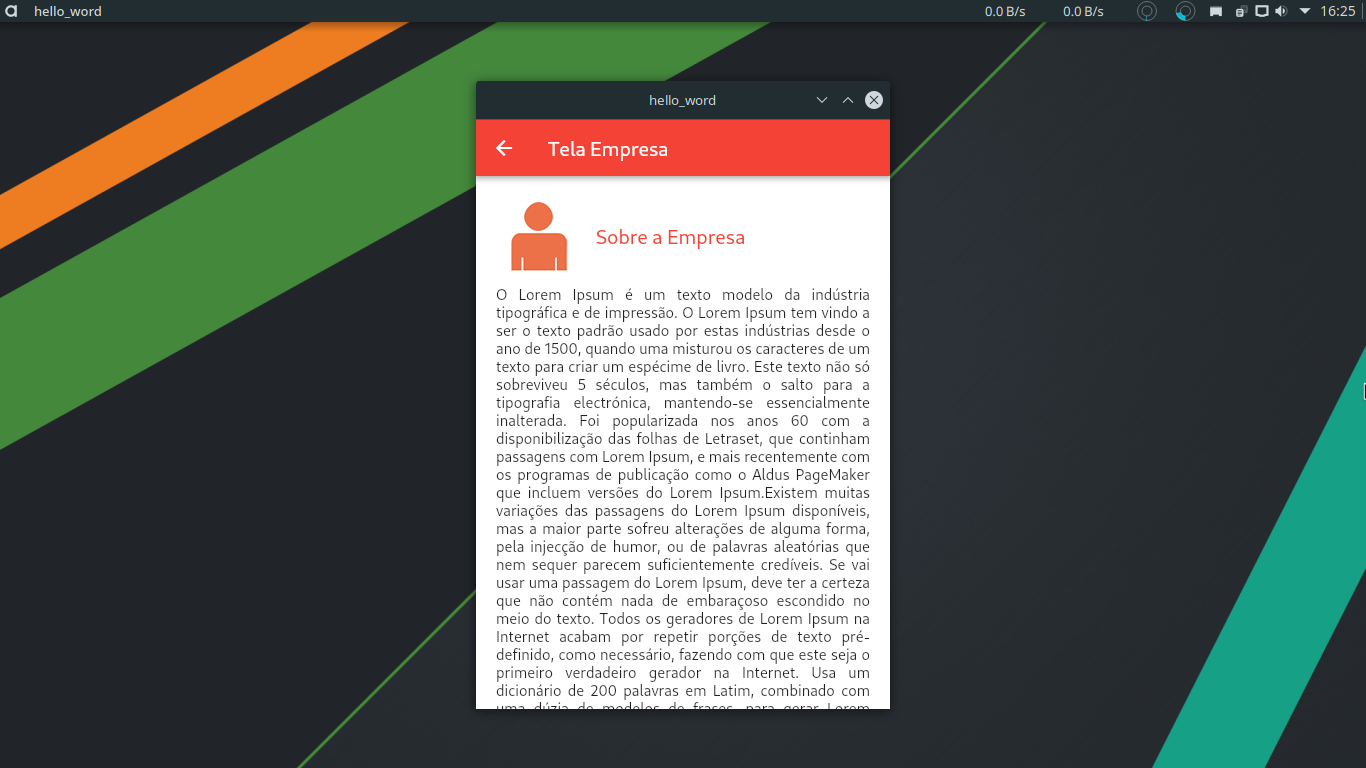 hello_word
0.0 B/s
0.0 B/s
16:25
hello_word
Tela Empresa
Sobre a Empresa
O Lorem Ipsum é um texto modelo da indústria
tipográfica e de impressão. O Lorem Ipsum tem vindo a
ser o texto padrão usado por estas indústrias desde o
ano de 1500, quando uma misturou os caracteres de um
texto para criar um espécime de livro. Este texto não só
sobreviveu 5 séculos, mas também o salto para a
tipografia electrónica, mantendo-se essencialmente
inalterada. Foi popularizada nos anos 60 com a
disponibilização das folhas de Letraset, que continham
passagens com Lorem Ipsum, e mais recentemente com
os programas de publicação como o Aldus PageMaker
que incluem versões do Lorem Ipsum.Existem muitas
variações das passagens do Lorem Ipsum disponíveis,
mas a maior parte sofreu alterações de alguma forma,
pela injecção de humor, ou de palavras aleatórias que
nem sequer parecem suficientemente credíveis. Se vai
usar uma passagem do Lorem Ipsum, deve ter a certeza
que não contém nada de embaraçoso escondido no
meio do texto. Todos os geradores de Lorem Ipsum na
Internet acabam por repetir porções de texto pré-
definido, como necessário, fazendo com que este seja o
primeiro verdadeiro gerador na Internet. Usa um
dicionário de 200 palavras em Latim, combinado com
uma dúzia de modelos de frases, para gerar Lorem